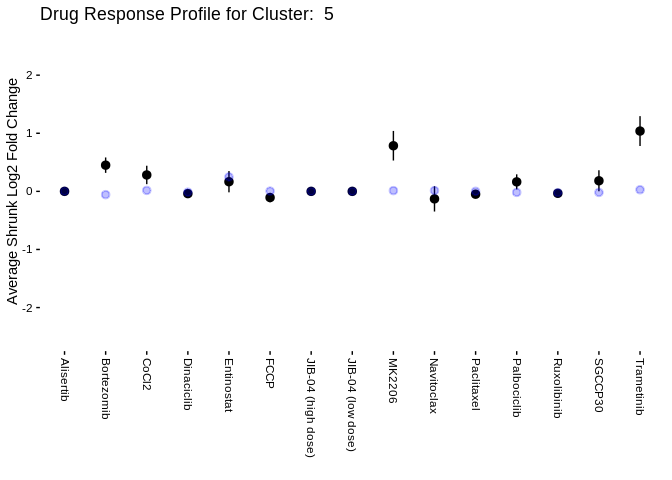 Drug Response Profile for Cluster:  5
Average Shrunk Log2 Fold Change
2
1
0
-1
-2
Alisertib
Bortezomib
CoCl2
Dinaciclib
Entinostat
FCCP
JIB-04 (high dose)
JIB-04 (low dose)
MK2206
Navitoclax
Paclitaxel
Palbociclib
Ruxolibinib
SGCCP30
Trametinib